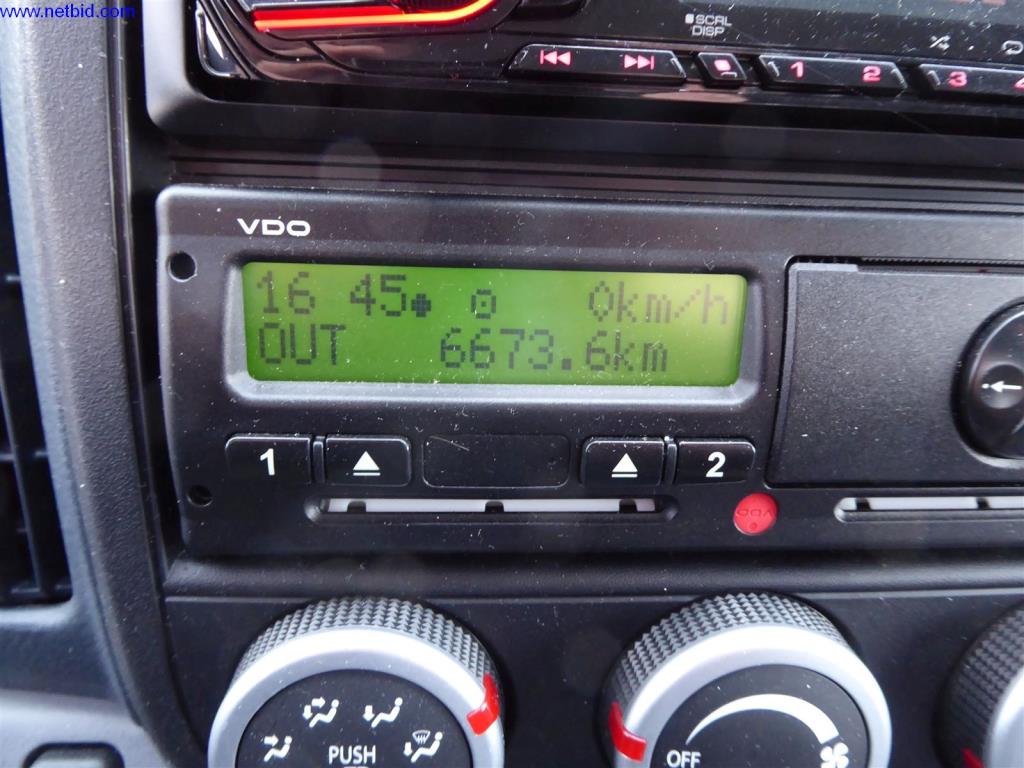 www.netbid.com
SCRL
DISP
1 2 3
VDO
16 45 0km/h
OUT 6673.6km
1 2
VDO
PUSH
OFF